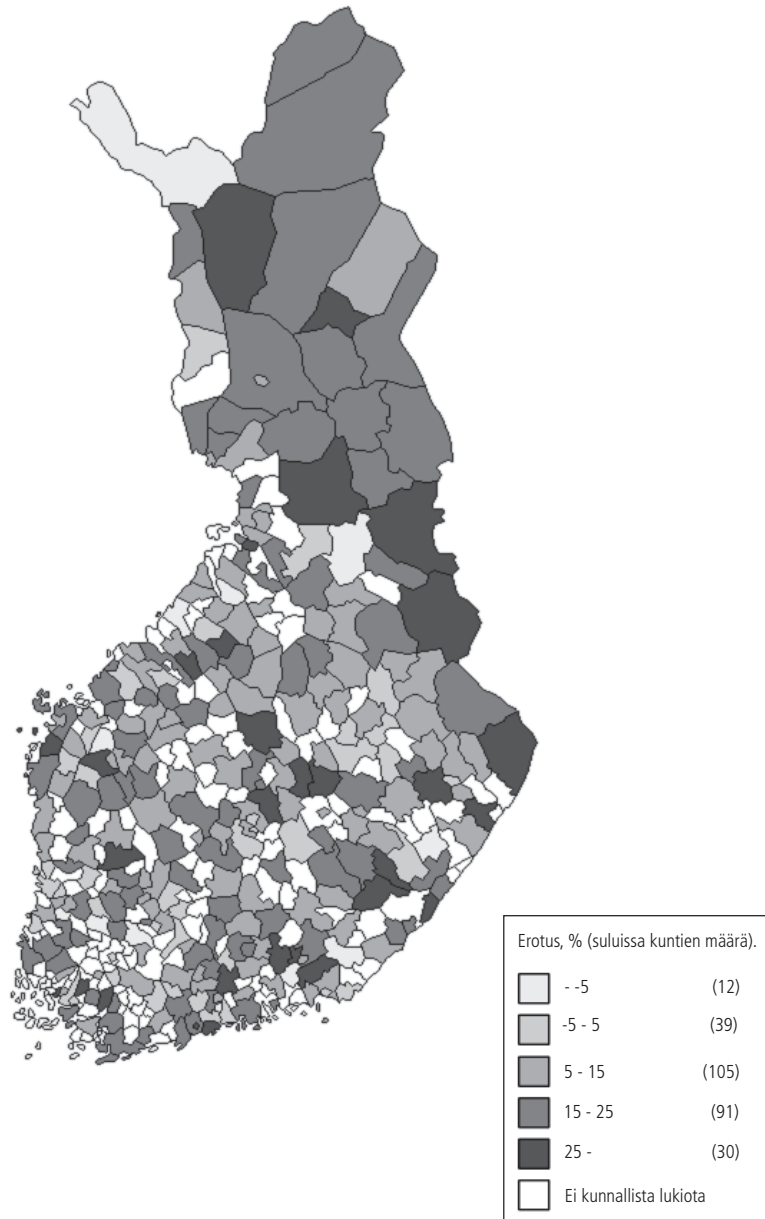 Erotus, % (suluissa kuntien määrä).
- -5 (12)
-5 - 5 (39)
5 - 15 (105)
15 - 25 (91)
25 - (30)
Ei kunnallista lukiota